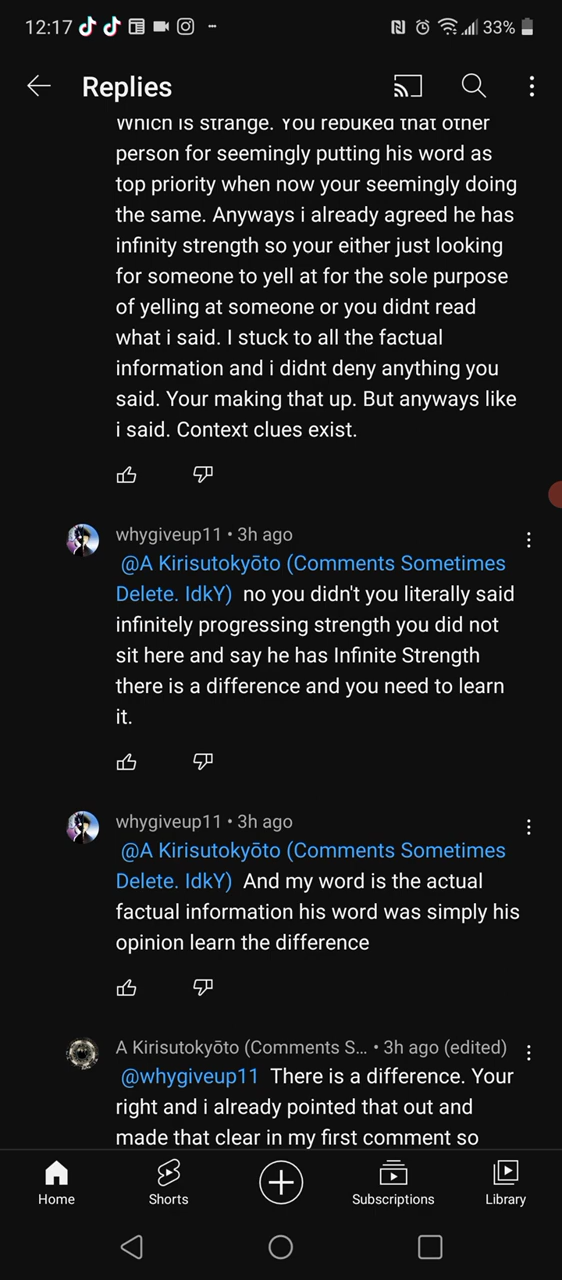 12:17
33%
Replies
Which is strange. You rebuked that other
person for seemingly putting his word as
top priority when now your seemingly doing
the same. Anyways i already agreed he has
infinity strength so your either just looking
for someone to yell at for the sole purpose
of yelling at someone or you didnt read
what i said. I stuck to all the factual
information and i didnt deny anything you
said. Your making that up. But anyways like
i said. Context clues exist.
whygiveup11 • 3h ago
@A Kirisutokyōto (Comments Sometimes
Delete. IdkY) no you didn't you literally said
infinitely progressing strength you did not
sit here and say he has Infinite Strength
there is a difference and you need to learn
it.
whygiveup11 • 3h ago
@A Kirisutokyōto (Comments Sometimes
Delete. IdkY) And my word is the actual
factual information his word was simply his
opinion learn the difference
A Kirisutokyōto (Comments S... • 3h ago (edited)
@whygiveup11 There is a difference. Your
right and i already pointed that out and
made that clear in my first comment so
Home
Shorts
Subscriptions
Library